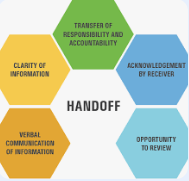 TRANSFER OF
RESPONSIBILITY AND
ACCOUNTABILITY
CLARITY OF
INFORMATION
ACKNOWLEDGEMENT
BY RECEIVER
HANDOFF
VERBAL
COMMUNICATION
OF INFORMATION
OPPORTUNITY
TO REVIEW